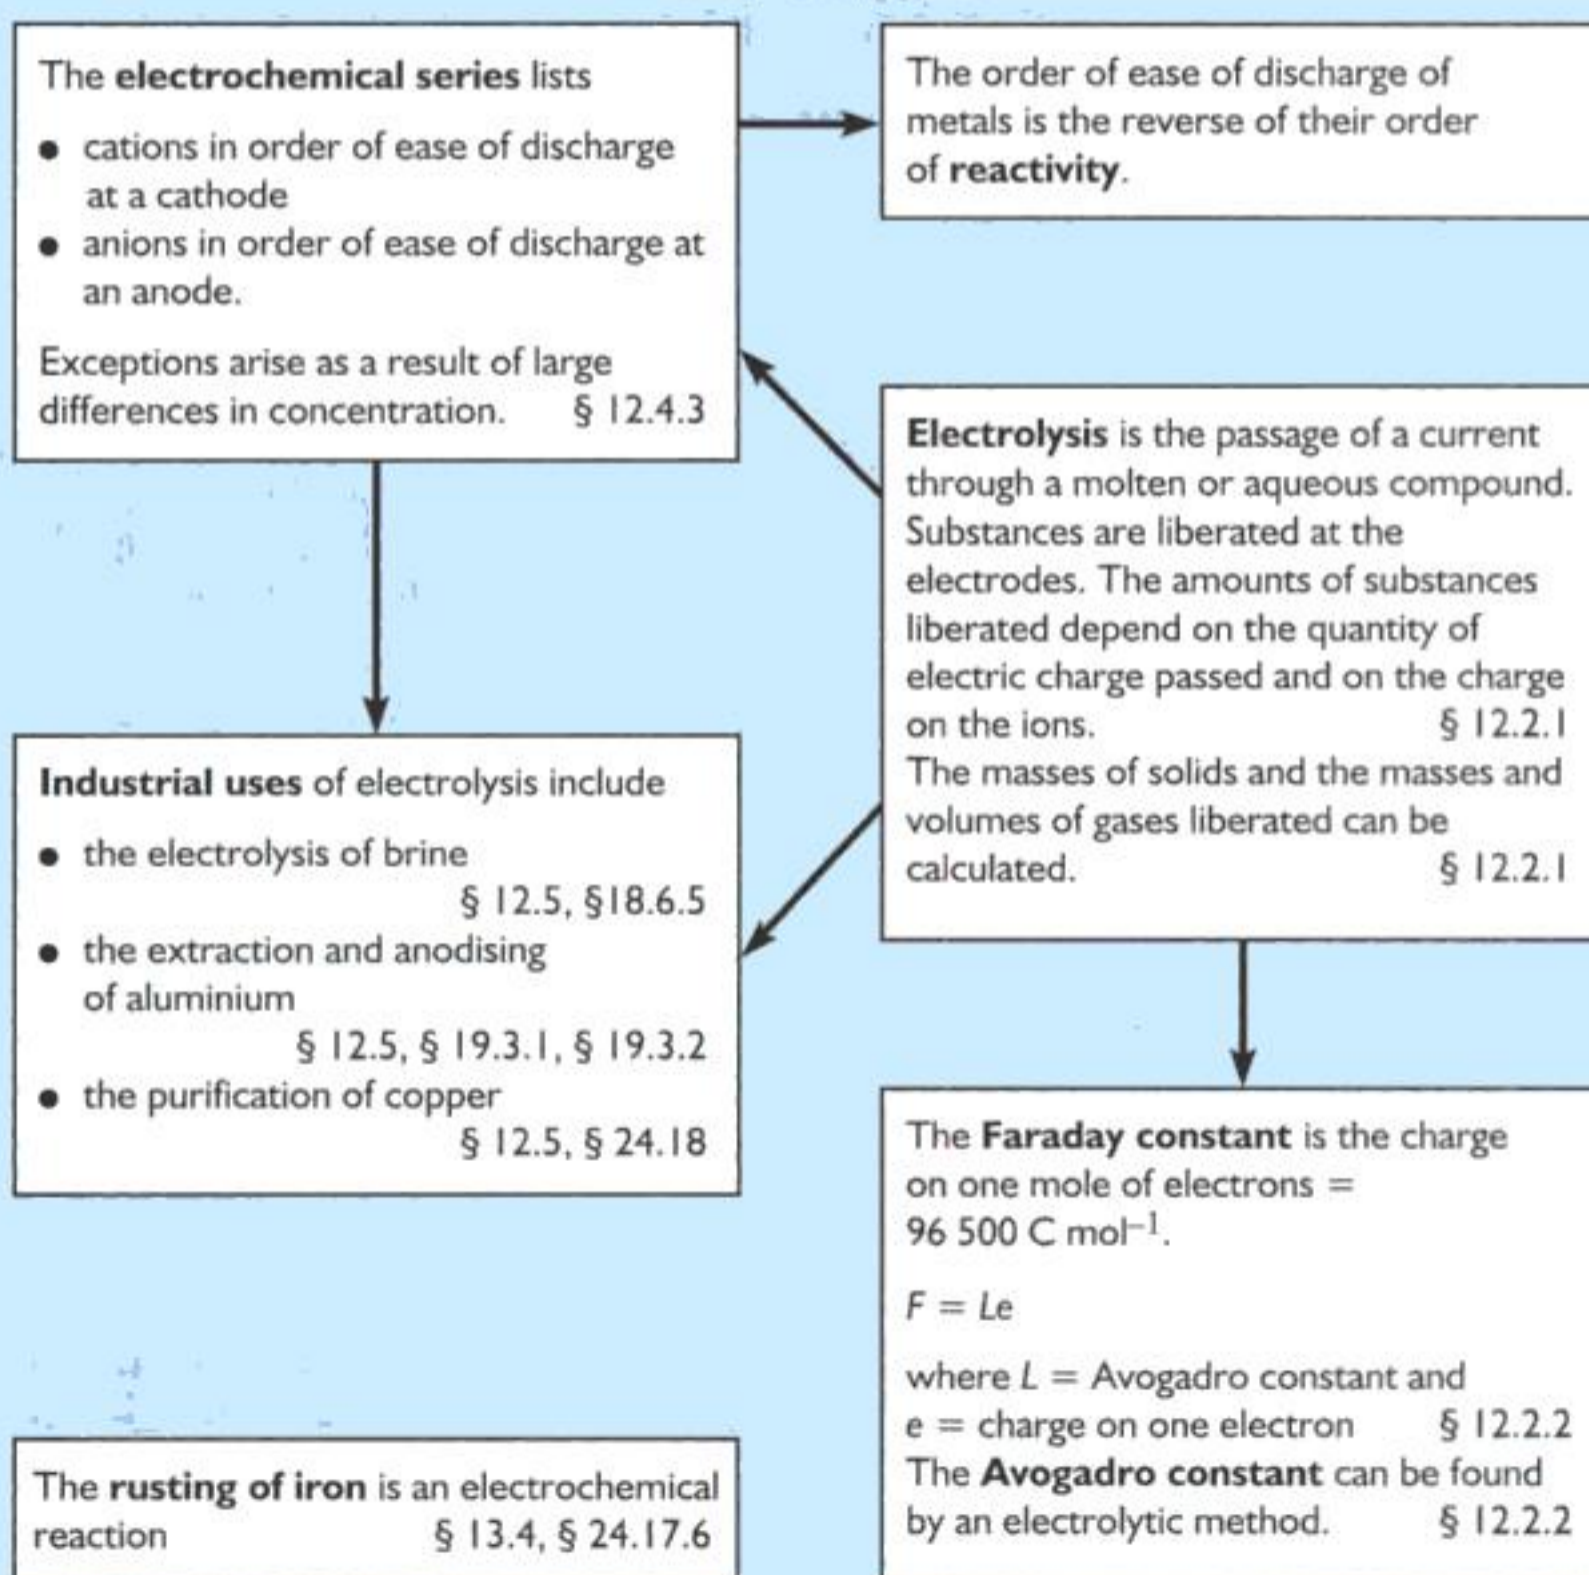 The electrochemical series lists
● cations in order of ease of discharge
at a cathode
● anions in order of ease of discharge at
an anode.
Exceptions arise as a result of large
differences in concentration. § 12.4.3
The order of ease of discharge of
metals is the reverse of their order
of reactivity.
Electrolysis is the passage of a current
through a molten or aqueous compound.
Substances are liberated at the
electrodes. The amounts of substances
liberated depend on the quantity of
electric charge passed and on the charge
on the ions. § 12.2.1
The masses of solids and the masses and
volumes of gases liberated can be
calculated. § 12.2.1
Industrial uses of electrolysis include
● the electrolysis of brine
§ 12.5, §18.6.5
● the extraction and anodising
of aluminium
§ 12.5, § 19.3.1, § 19.3.2
● the purification of copper
§ 12.5, § 24.18
The Faraday constant is the charge
on one mole of electrons =
96 500 C mol⁻¹.
F = Le
where L = Avogadro constant and
e = charge on one electron § 12.2.2
The Avogadro constant can be found
by an electrolytic method. § 12.2.2
The rusting of iron is an electrochemical
reaction § 13.4, § 24.17.6